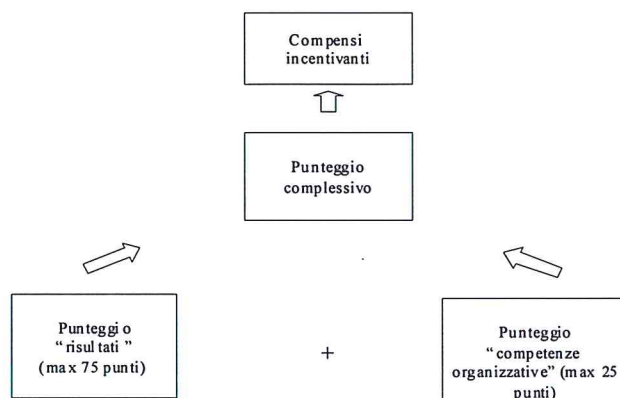 Compensi
incentivanti
Punteggio
complessivo
Punteggio
“risultati”
(max 75 punti)
+
Punteggio
“competenze
organizzative” (max 25
punti)